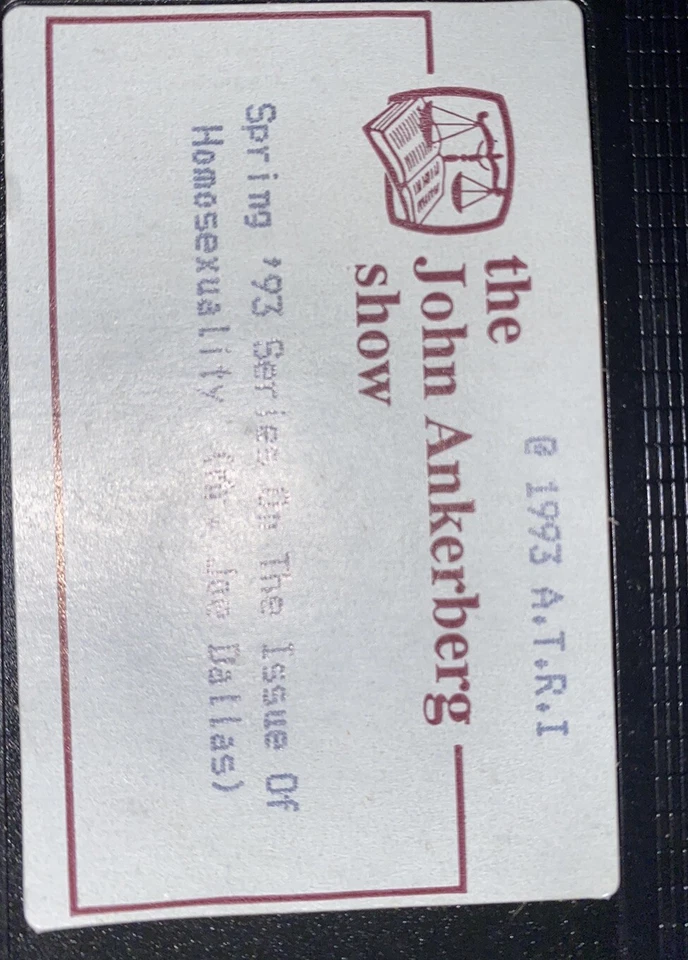 @ 1993 A.T.R.I
the
John Ankerberg
show
Spring '93 Series On The Issue Of
Homosexuality Joe Dallas)